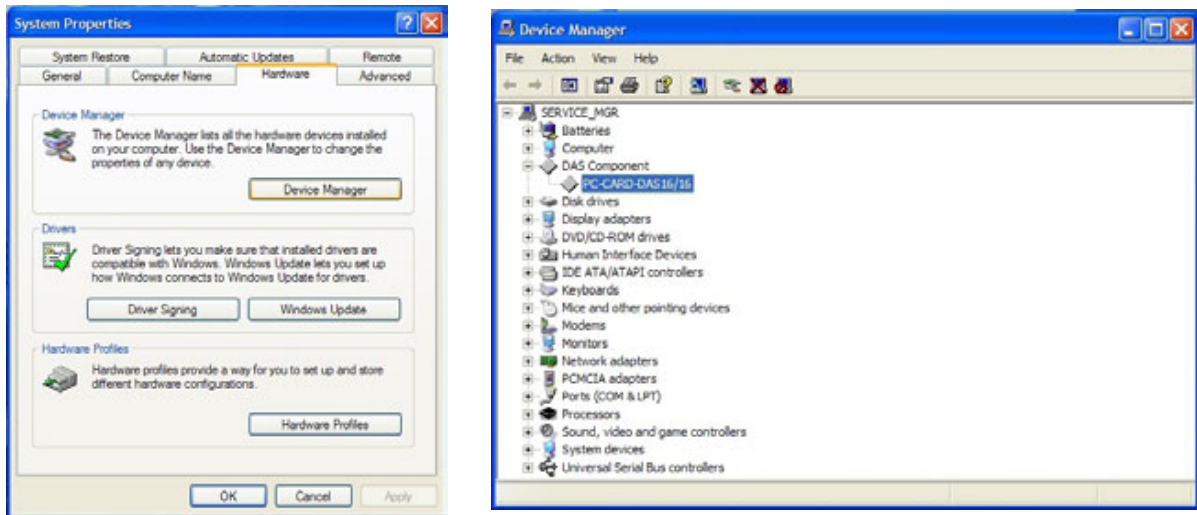 System Properties
System Restore Automatic Updates Remote
General Computer Name Hardware Advanced
Device Manager
The Device Manager lists all the hardware devices installed
on your computer. Use the Device Manager to change the
properties of any device.
Device Manager
Drivers
Driver Signing lets you make sure that installed drivers are
compatible with Windows. Windows Update lets you set up
how Windows connects to Windows Update for drivers.
Driver Signing Windows Update
Hardware Profiles
Hardware profiles provide a way for you to set up and store
different hardware configurations.
Hardware Profiles
OK Cancel Apply
Device Manager
File Action View Help
SERVICE_MGR
Batteries
Computer
DAS Component
PC-CARD-DAS16/16
Disk drives
Display adapters
DVD/CD-ROM drives
Human Interface Devices
IDE ATA/ATAPI controllers
Keyboards
Mice and other pointing devices
Modems
Monitors
Network adapters
PCMCIA adapters
Ports (COM & LPT)
Processors
Sound, video and game controllers
System devices
Universal Serial Bus controllers